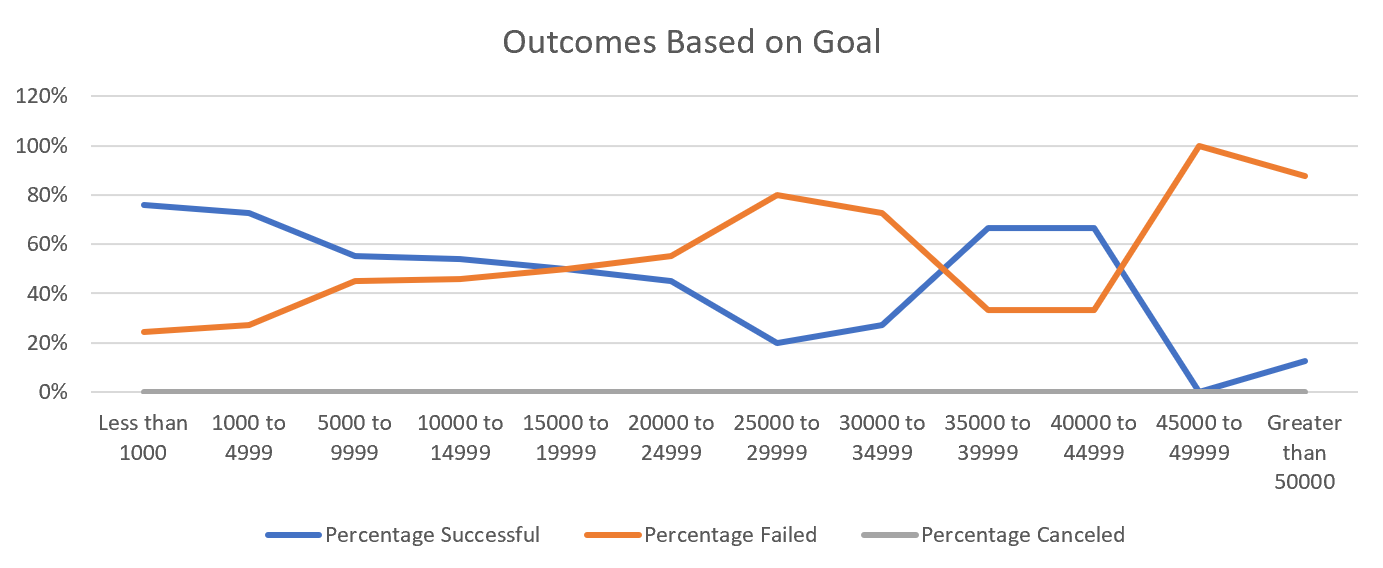 Outcomes Based on Goal
120%
100%
80%
60%
40%
20%
0%
Less than
1000
1000 to
4999
5000 to
9999
10000 to
14999
15000 to
19999
20000 to
24999
25000 to
29999
30000 to
34999
35000 to
39999
40000 to
44999
45000 to
49999
Greater
than
50000
Percentage Successful
Percentage Failed
Percentage Canceled